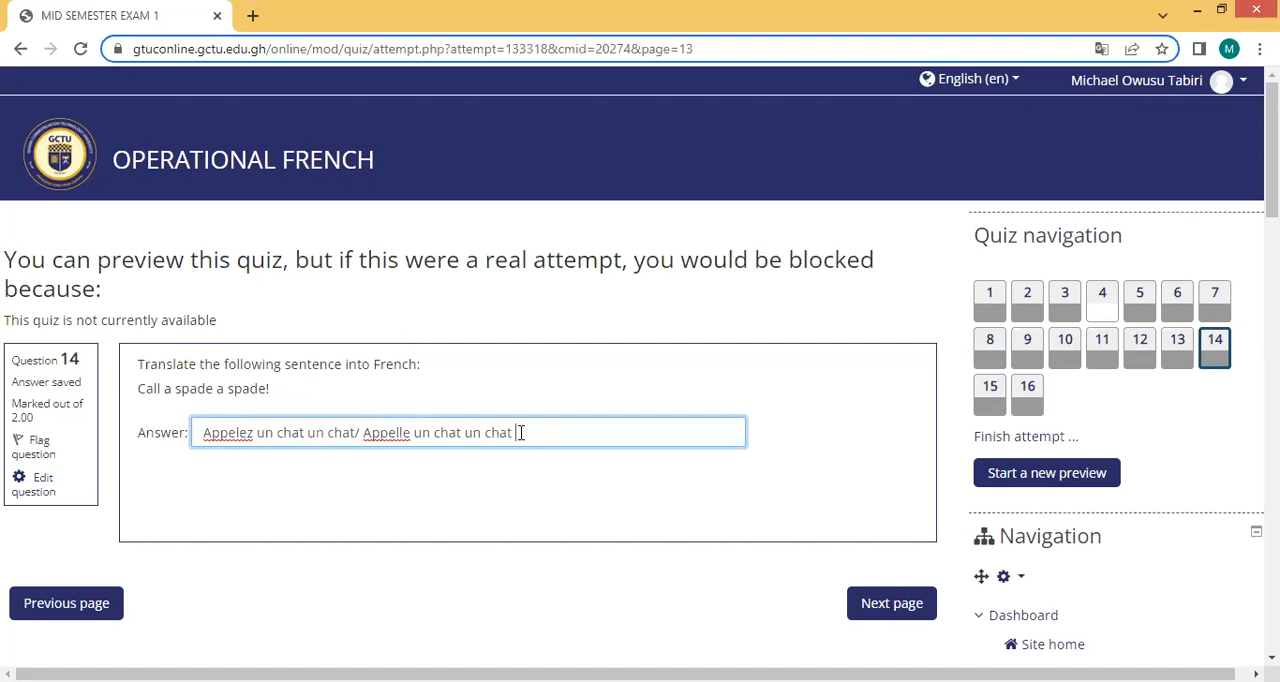 MID SEMESTER EXAM 1
gtuconline.gctu.edu.gh/online/mod/quiz/attempt.php?attempt=133318&cmid=20274&page=13
M
English (en)
Michael Owusu Tabiri
GCTU
OPERATIONAL FRENCH
You can preview this quiz, but if this were a real attempt, you would be blocked
because:
This quiz is not currently available
Question 14
Answer saved
Marked out of
2.00
Flag
question
Edit
question
Translate the following sentence into French:
Call a spade a spade!
Answer: Appelez un chat un chat/ Appelle un chat un chat
Previous page
Next page
Quiz navigation
1 2 3 4 5 6 7
8 9 10 11 12 13 14
15 16
Finish attempt ...
Start a new preview
Navigation
Dashboard
Site home